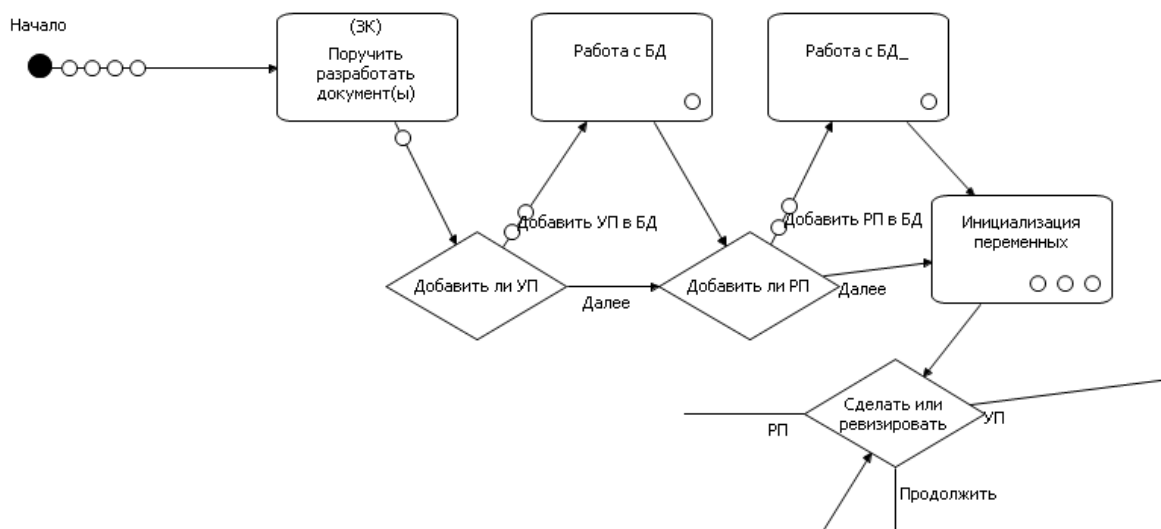 Начало
(ЗК)
Поручить
разработать
документ(ы)
Работа с БД
Работа с БД_
Добавить УП в БД
Добавить РП в БД
Инициализация
переменных
Добавить ли УП
Далее
Добавить ли РП
Далее
Сделать или
ревизировать
РП
УП
Продолжить